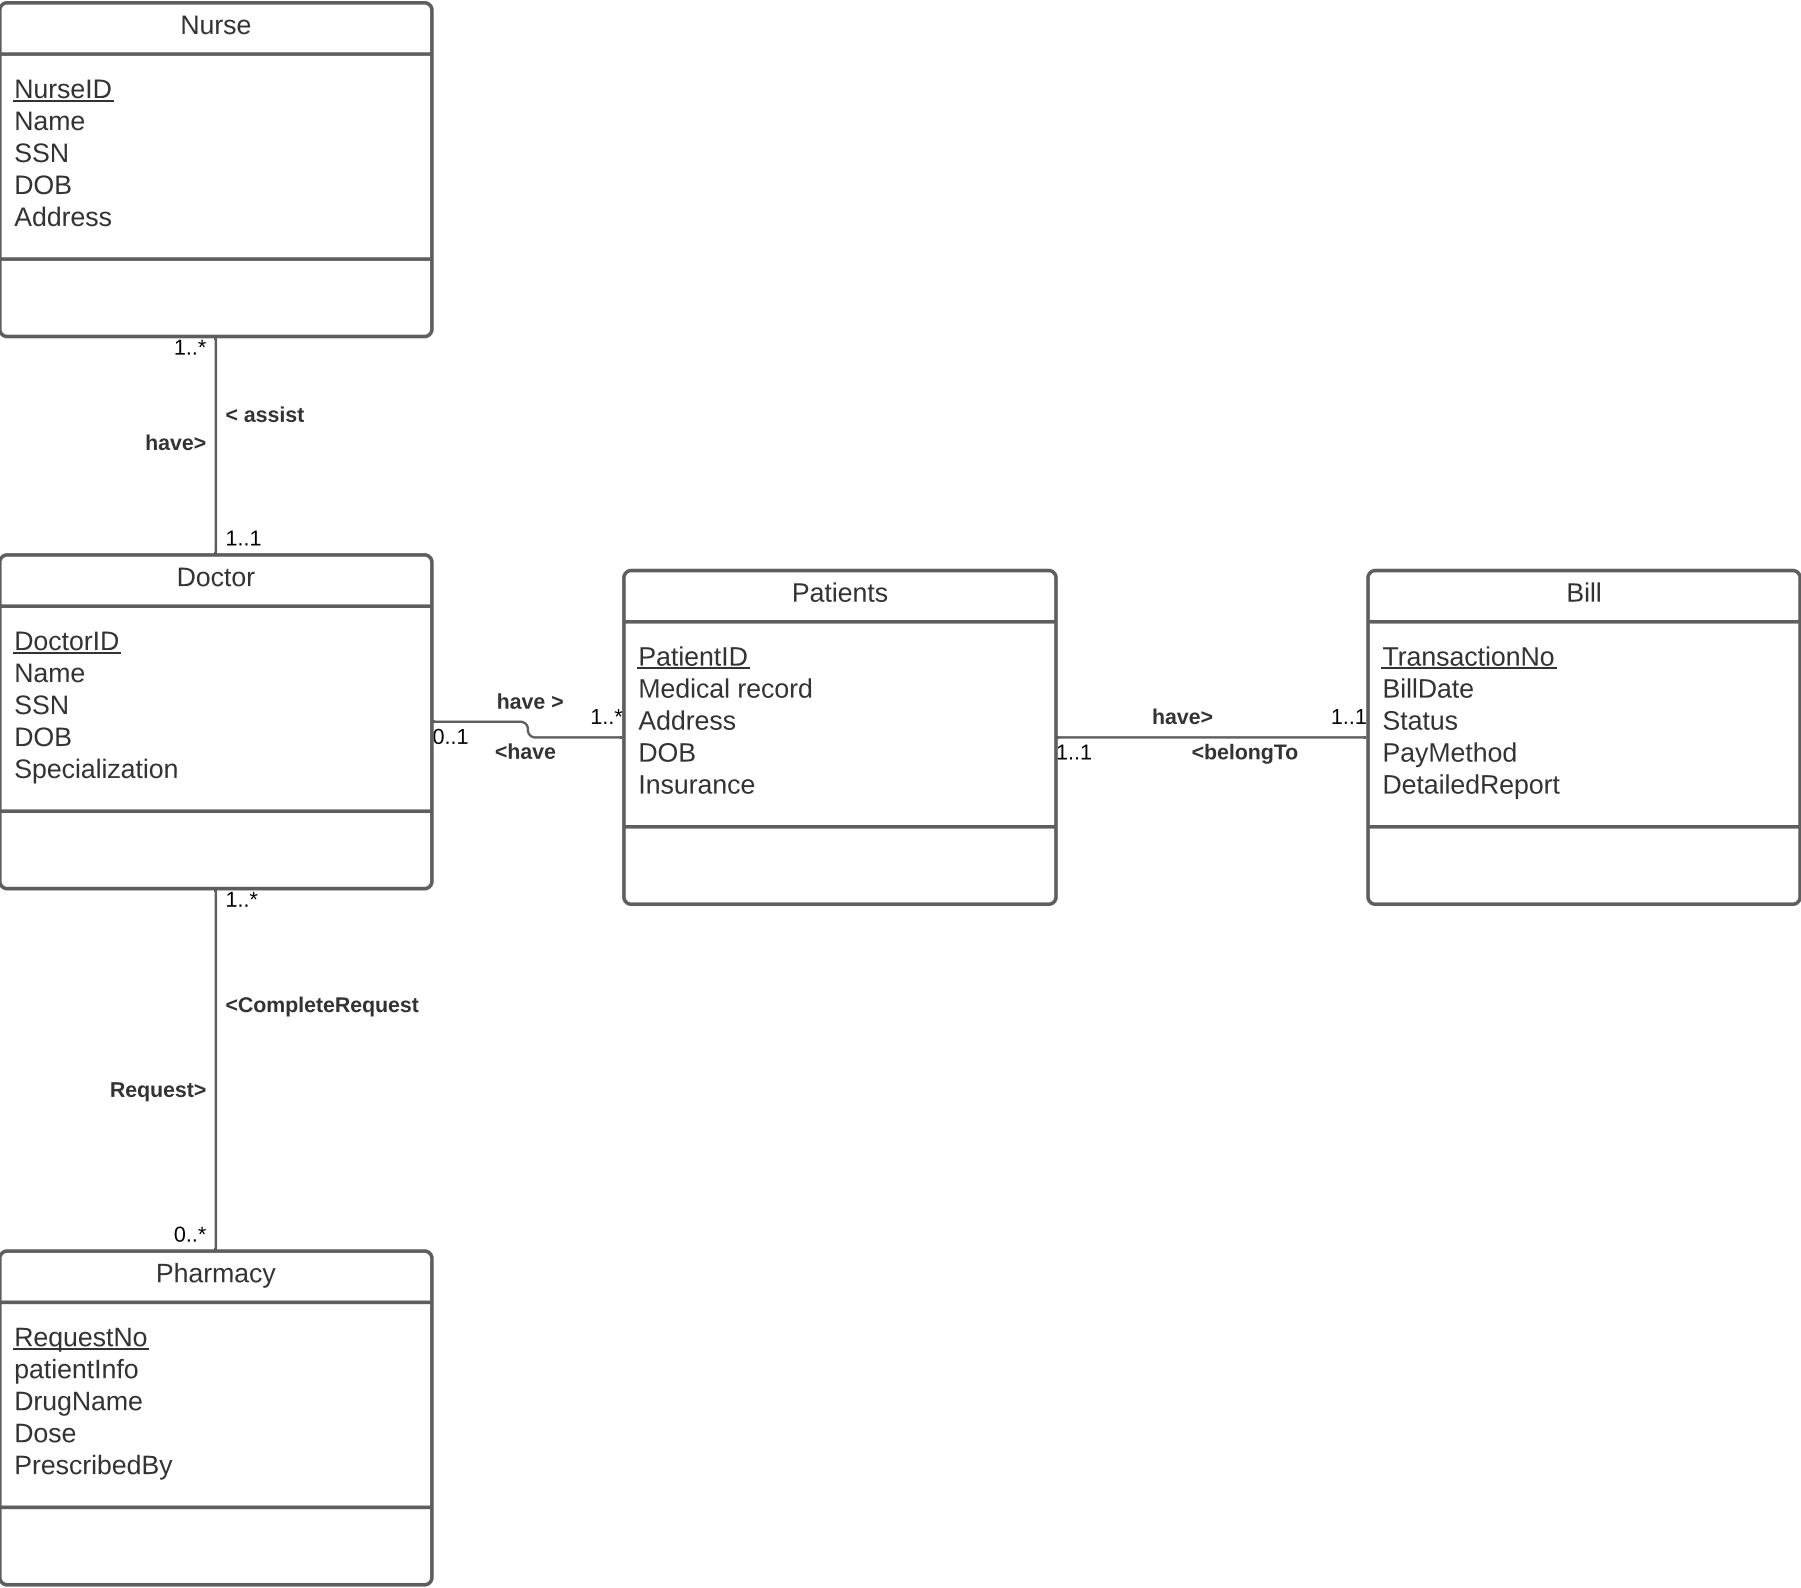 Nurse
NurseID
Name
SSN
DOB
Address
1..*
< assist
have>
1..1
Doctor
DoctorID
Name
SSN
DOB
Specialization
have >
1..*
0..1
<have
Patients
PatientID
Medical record
Address
DOB
Insurance
have>
1..1
1..1
<belongTo
Bill
TransactionNo
BillDate
Status
PayMethod
DetailedReport
1..*
<CompleteRequest
Request>
0..*
Pharmacy
RequestNo
patientInfo
DrugName
Dose
PrescribedBy